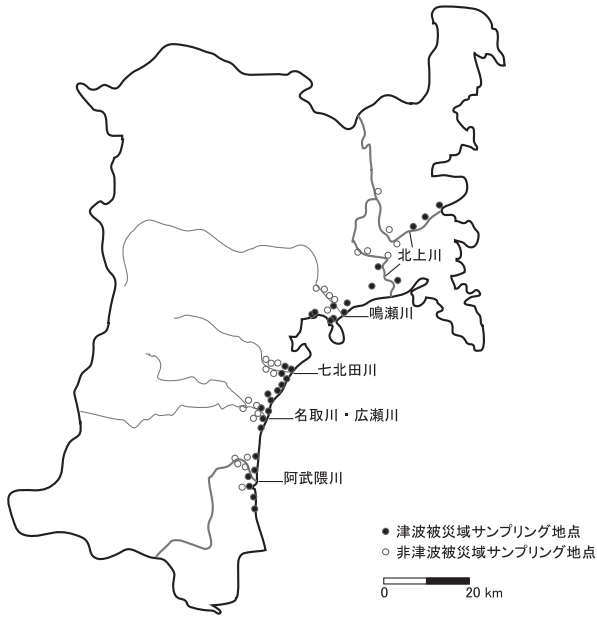 北上川
鳴瀬川
七北田川
名取川・広瀬川
阿武隈川
津波被災域サンプリング地点
非津波被災域サンプリング地点
0 20 km